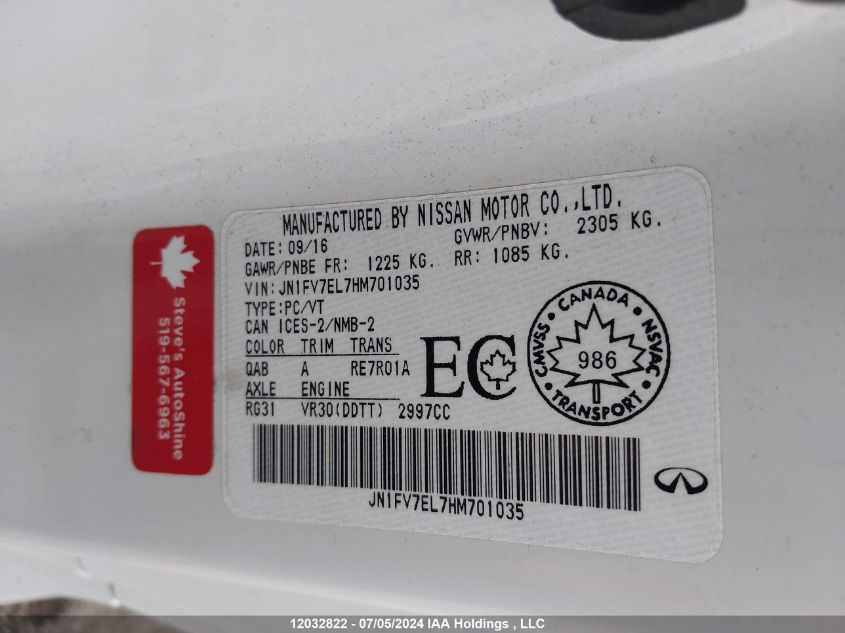 MANUFACTURED BY NISSAN MOTOR CO.,LTD.
DATE: 09/16 GVWR/PNBV: 2305 KG.
GAWR/PNBE FR: 1225 KG. RR: 1085 KG.
VIN: JN1FV7EL7HM701035
TYPE:PC/VT
CAN ICES-2/NMB-2
COLOR TRIM TRANS
QAB A RE7R01A
AXLE ENGINE
RG31 VR30(DDTT) 2997CC
EC
CANADA
CMVSS
NSVAC
986
TRANSPORT
JN1FV7EL7HM701035
Steve's AutoShine
519-567-6963
12032822 - 07/05/2024 IAA Holdings , LLC